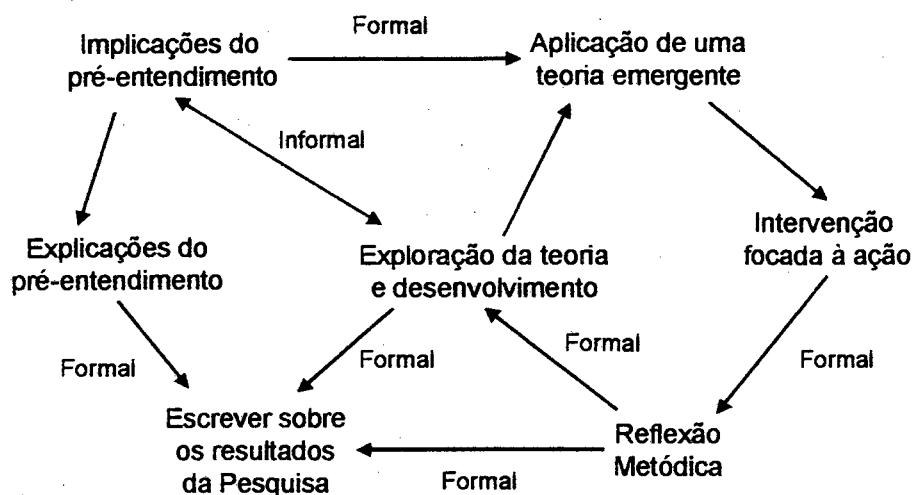 Formal
Implicações do
pré-entendimento
Aplicação de uma
teoria emergente
Informal
Explicações do
pré-entendimento
Exploração da teoria
e desenvolvimento
Intervenção
focada à ação
Formal
Formal
Formal
Formal
Escrever sobre
os resultados
da Pesquisa
Reflexão
Metódica
Formal